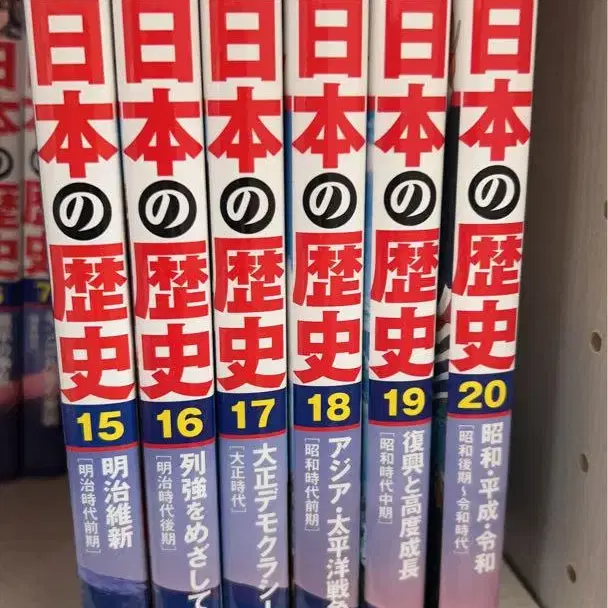 日本の歴史
15
明治維新
[明治時代前期]
日本の歴史
16
列強をめざして
[明治時代後期]
日本の歴史
17
大正デモクラシー
[大正時代]
日本の歴史
18
アジア・太平洋戦争
[昭和時代前期]
日本の歴史
19
復興と高度成長
[昭和時代中期]
日本の歴史
20
昭和・平成・令和
[昭和後期〜令和時代]